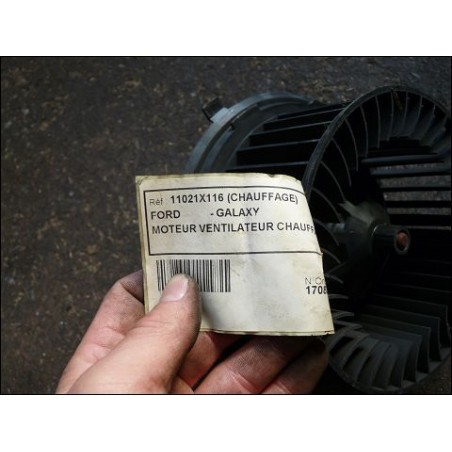 Réf 11021X116 (CHAUFFAGE)
FORD - GALAXY
MOTEUR VENTILATEUR CHAUFF
1708